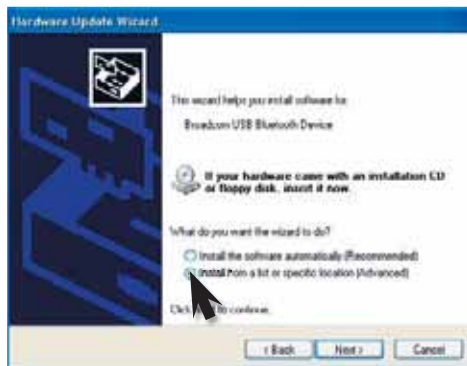 Hardware Update Wizard
This wizard helps you install software for:
Broadcom USB Bluetooth Device
If your hardware came with an installation CD
or floppy disk, insert it now.
What do you want the wizard to do?
Install the software automatically (Recommended)
Install from a list or specific location (Advanced)
Click to continue.
< Back
Next >
Cancel